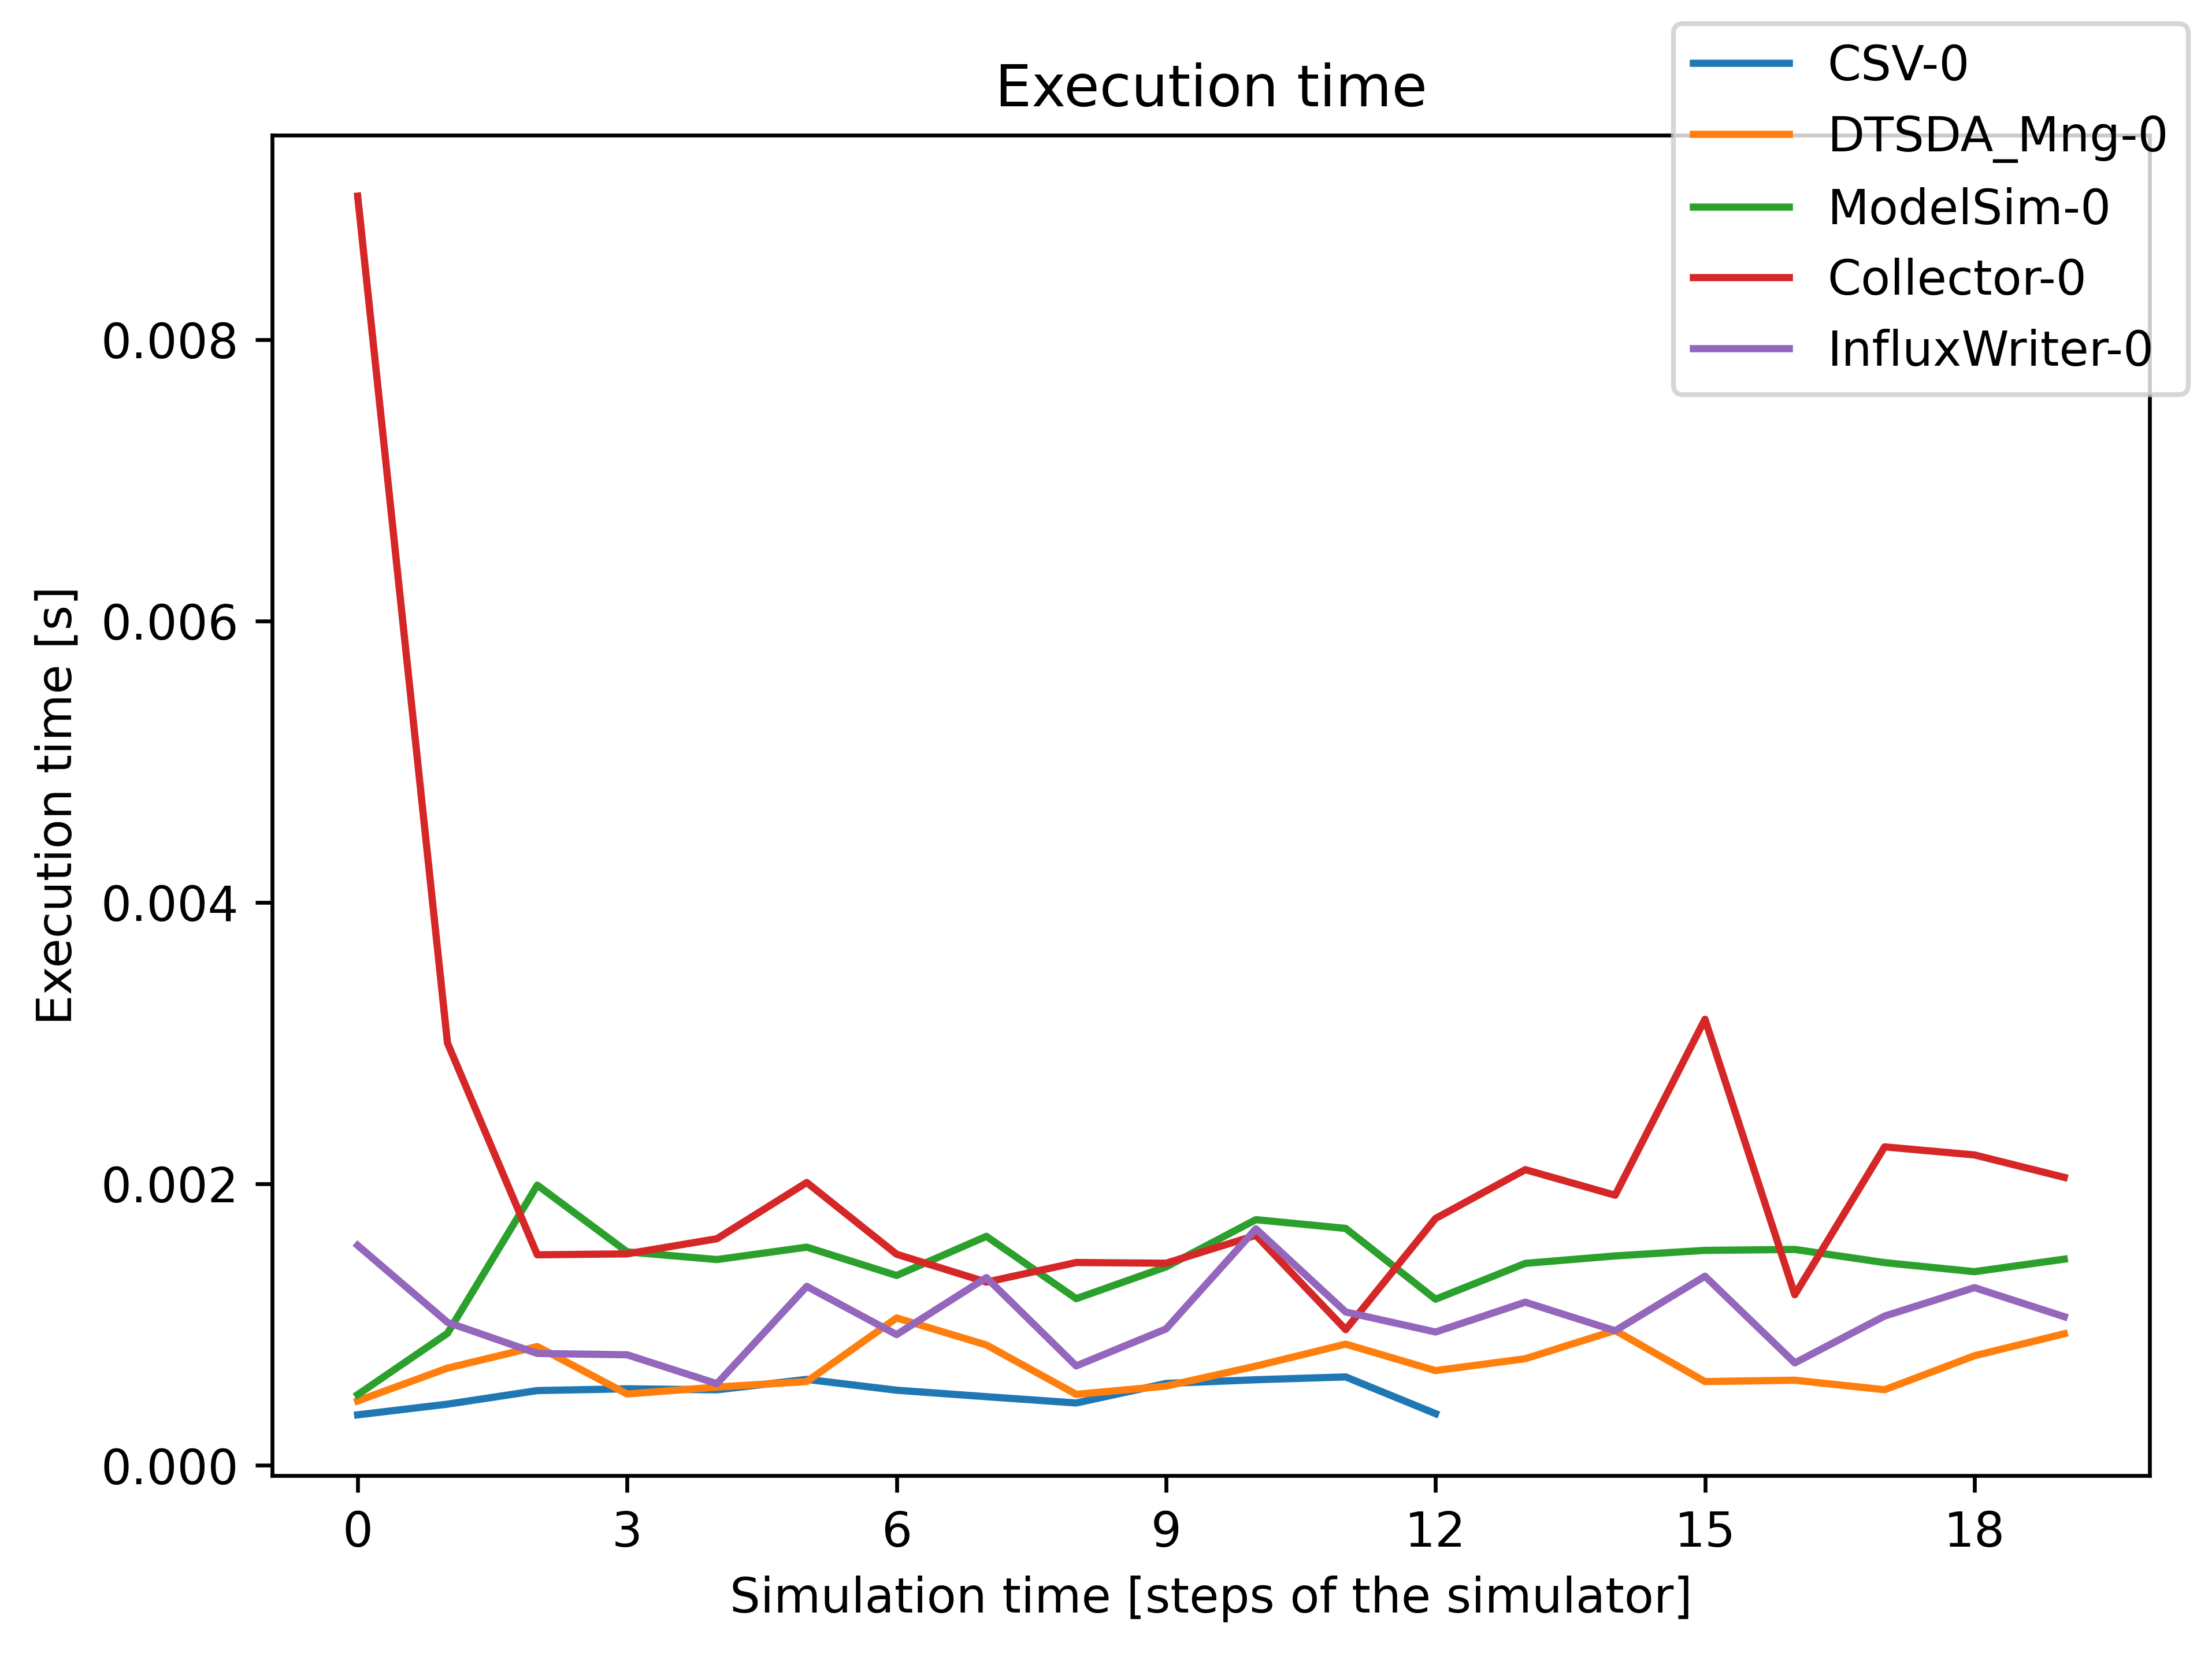 Execution time
CSV-0
DTSDA_Mng-0
ModelSim-0
Collector-0
InfluxWriter-0
Execution time [s]
0.008
0.006
0.004
0.002
0.000
0 3 6 9 12 15 18
Simulation time [steps of the simulator]